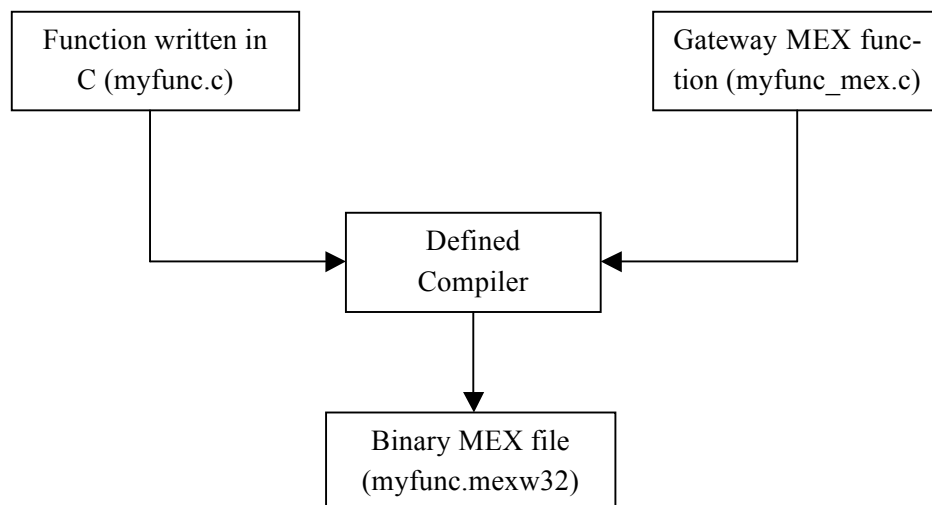 Function written in
C (myfunc.c)
Gateway MEX func-
tion (myfunc_mex.c)
Defined
Compiler
Binary MEX file
(myfunc.mexw32)